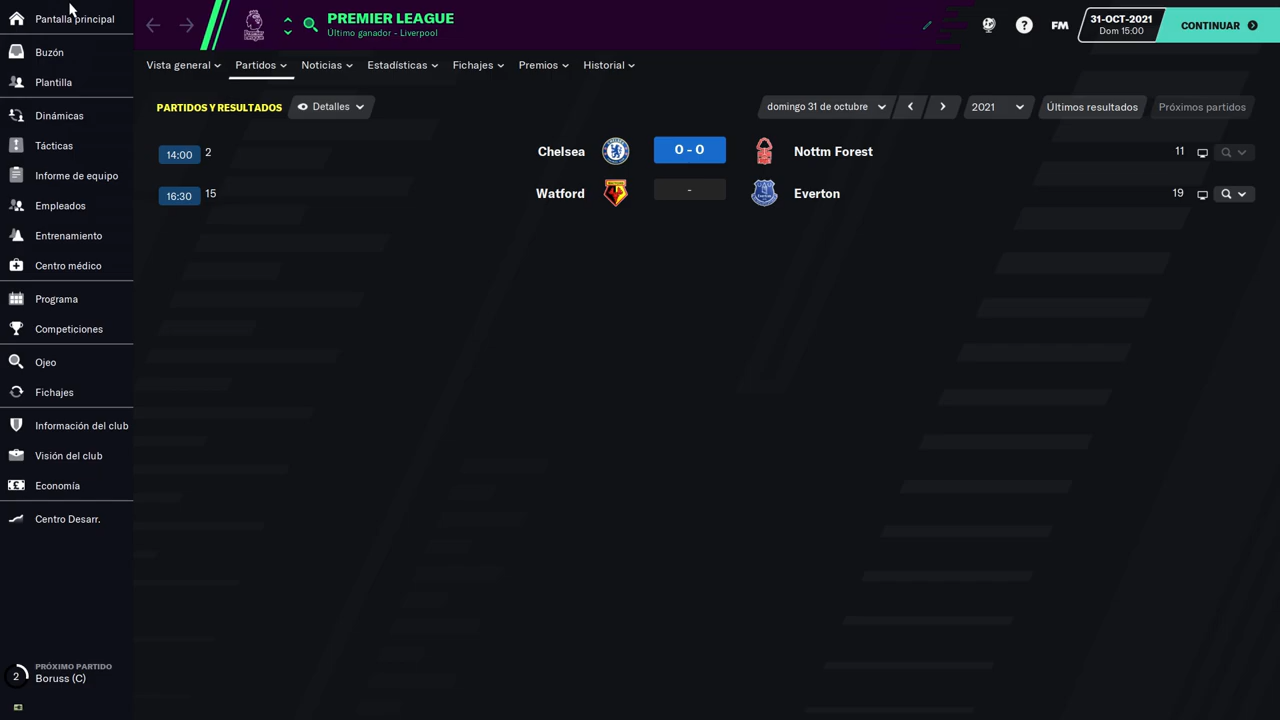 Pantalla principal
Buzón
Plantilla
Dinámicas
Tácticas
Informe de equipo
Empleados
Entrenamiento
Centro médico
Programa
Competiciones
Ojeo
Fichajes
Información del club
Visión del club
Economía
Centro Desarr.
2
PRÓXIMO PARTIDO
Boruss (C)
PREMIER LEAGUE
Último ganador - Liverpool
?
FM
31-OCT-2021
Dom 15:00
CONTINUAR
Vista general
Partidos
Noticias
Estadísticas
Fichajes
Premios
Historial
PARTIDOS Y RESULTADOS
Detalles
domingo 31 de octubre
2021
Últimos resultados
Próximos partidos
14:00 2 Chelsea 0 - 0 Nottm Forest 11
16:30 15 Watford - Everton 19